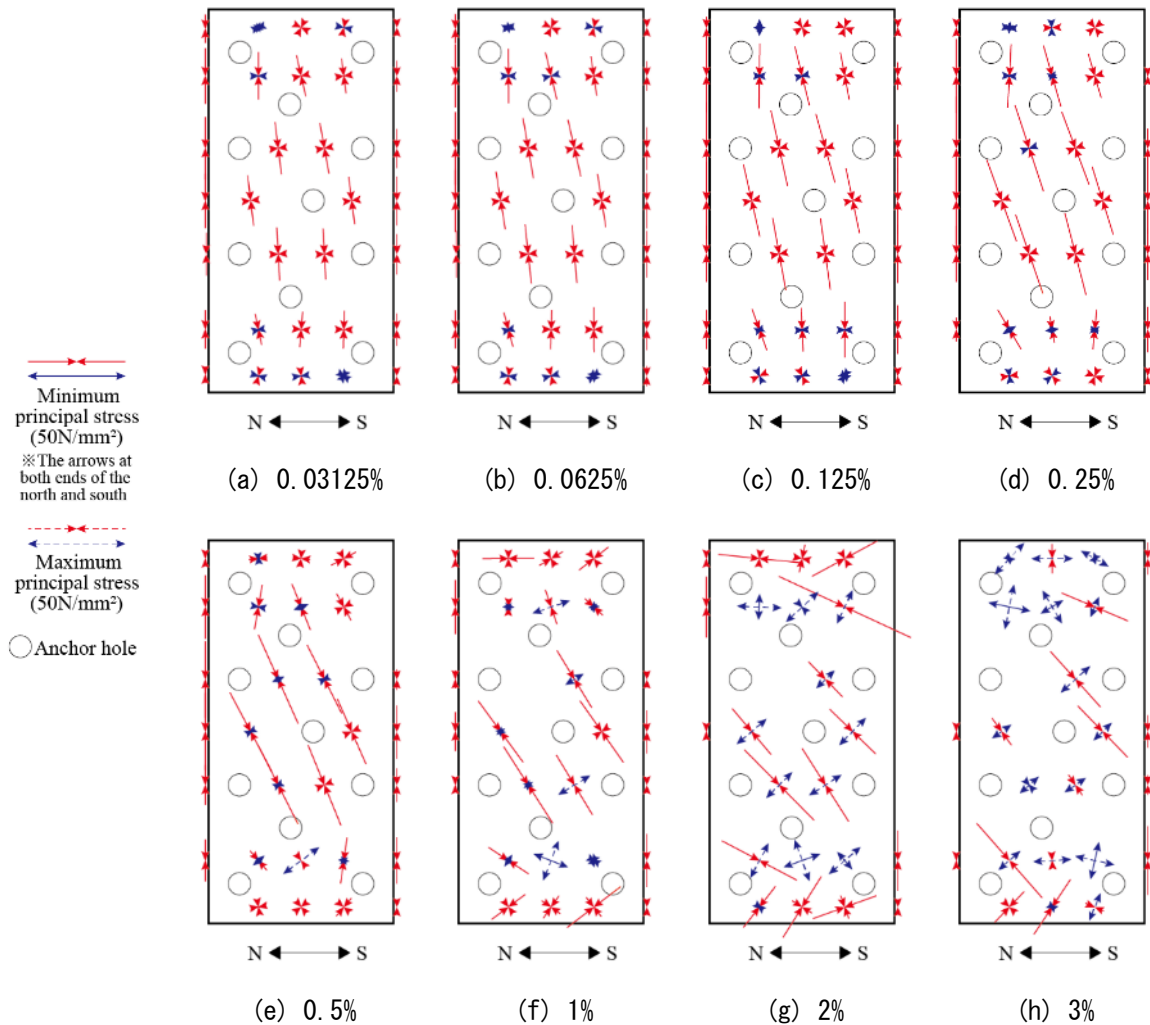 Minimum
principal stress
(50N/mm²)
※The arrows at
both ends of the
north and south
Maximum
principal stress
(50N/mm²)
Anchor hole
N S
N S
N S
N S
(a) 0.03125%
(b) 0.0625%
(c) 0.125%
(d) 0.25%
N S
N S
N S
N S
(e) 0.5%
(f) 1%
(g) 2%
(h) 3%